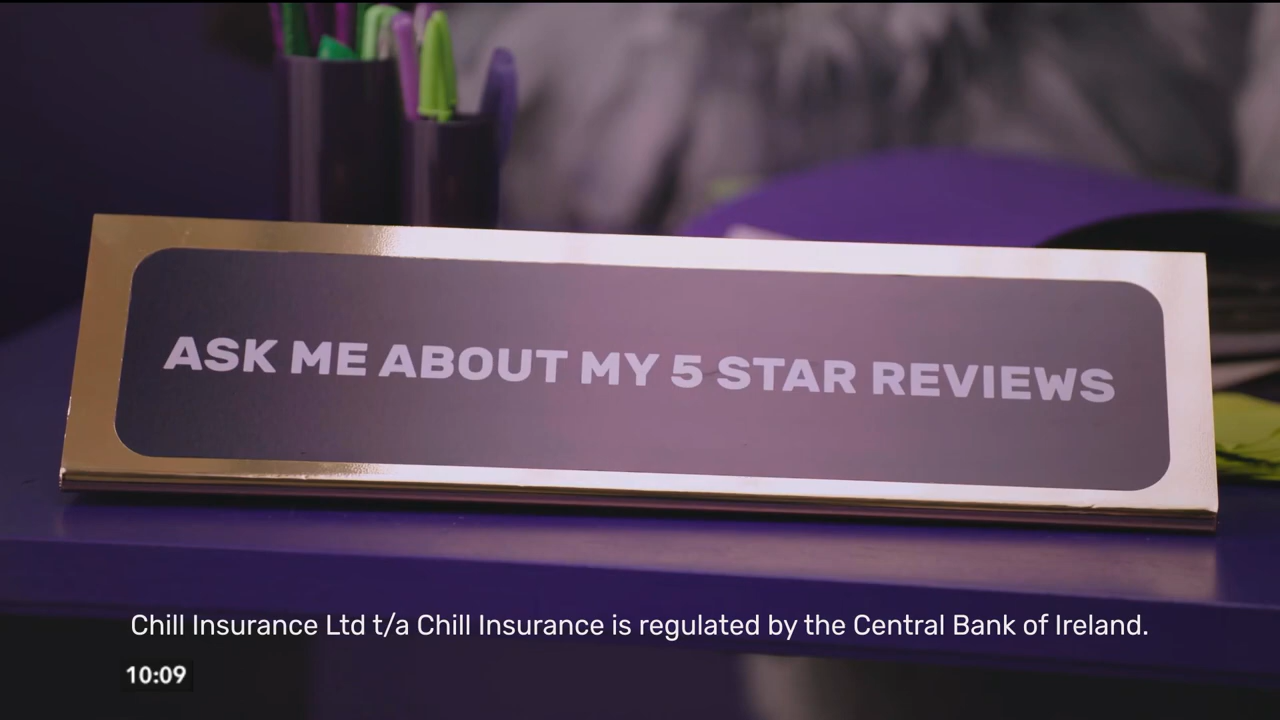 ASK ME ABOUT MY 5 STAR REVIEWS
Chill Insurance Ltd t/a Chill Insurance is regulated by the Central Bank of Ireland.
10:09